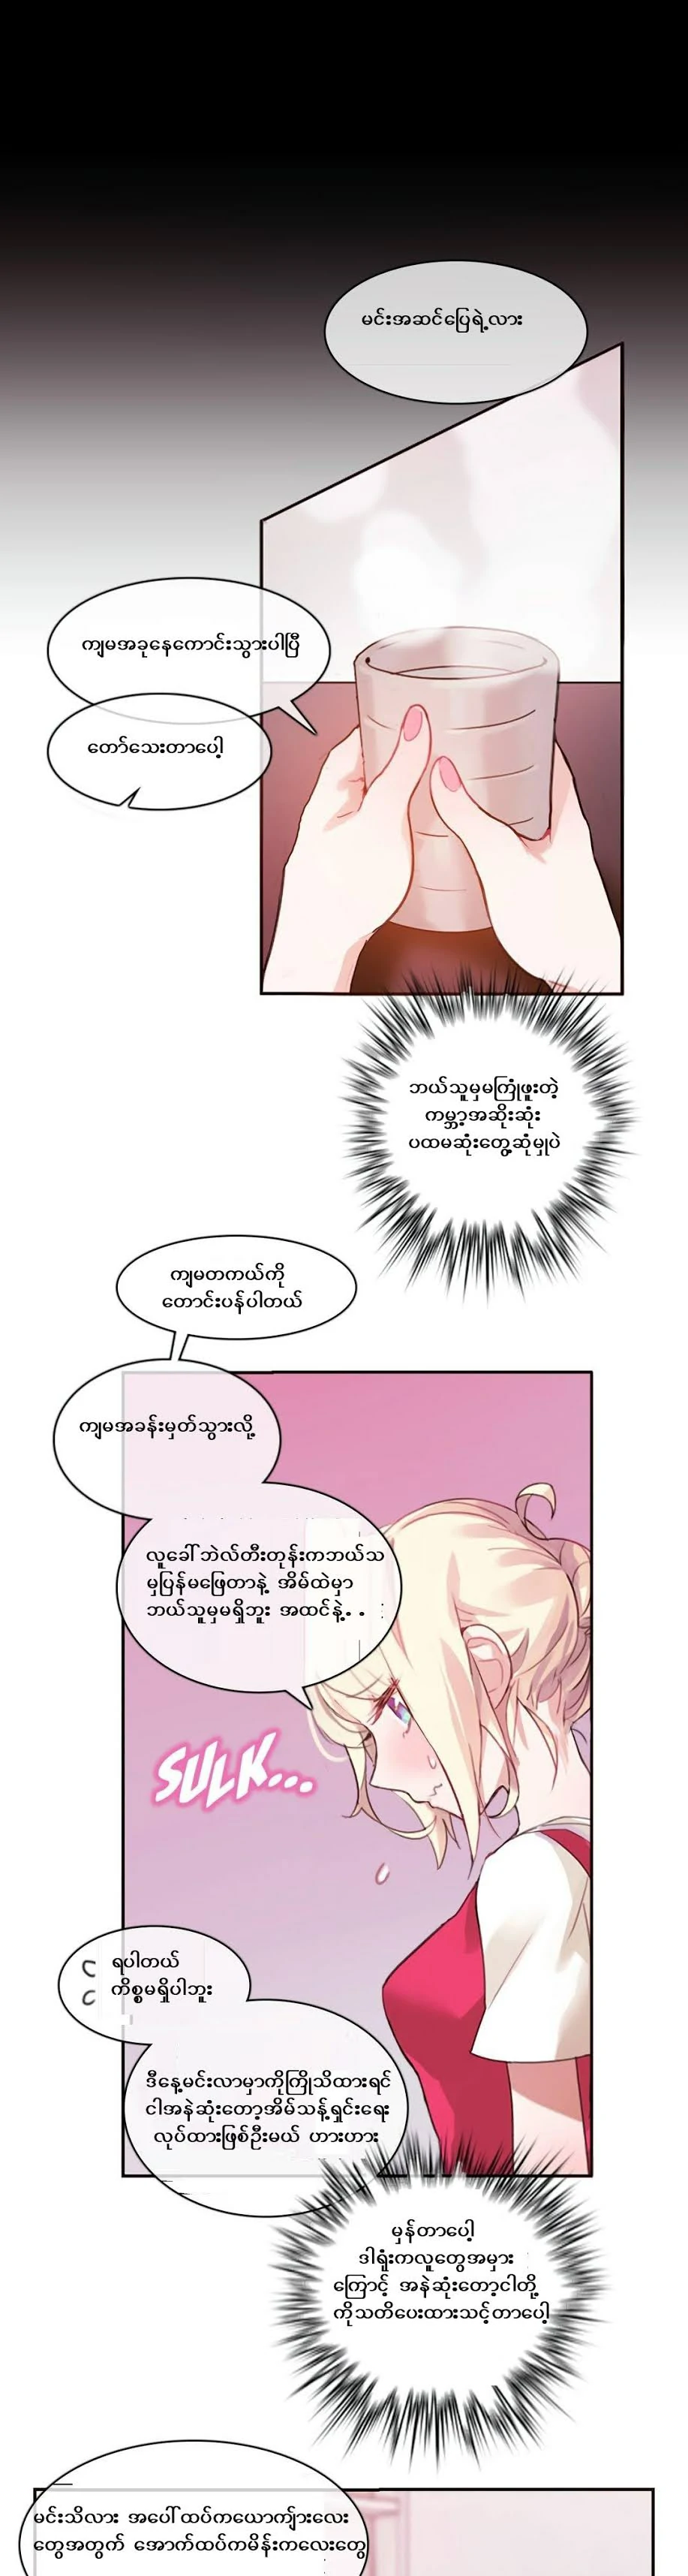 မင်းအဆင်ပြေရဲ့လား
ကျမအခုနေကောင်းသွားပါပြီ
တော်သေးတာပေါ့
ဘယ်သူမှမကြုံဖူးတဲ့
ကမ္ဘာ့အဆိုးဆုံး
ပထမဆုံးတွေ့ဆုံမှုပဲ
ကျမတကယ်ကို
တောင်းပန်ပါတယ်
ကျမအခန်းမှတ်သွားလို့
လူခေါ်ဘဲလ်တီးတုန်းကဘယ်သ
မှပြန်မဖြေတာနဲ့ အိမ်ထဲမှာ
ဘယ်သူမှမရှိဘူး အထင်နဲ့. .
SULK...
ရပါတယ်
ကိစ္စမရှိပါဘူး
ဒီနေ့မင်းလာမှာကိုကြိုသိထားရင်
ငါအနဲဆုံးတော့အိမ်သန့်ရှင်းရေး
လုပ်ထားဖြစ်ဦးမယ် ဟားဟား
မှန်တာပေါ့
ဒါရုံးကလူတွေအမှား
ကြောင့် အနဲဆုံးတော့ငါတို့
ကိုသတိပေးထားသင့်တာပေါ့
မင်းသိလား အပေါ်ထပ်ကယောကျ်ားလေး
တွေအတွက် အောက်ထပ်ကမိန်းကလေးတွေ